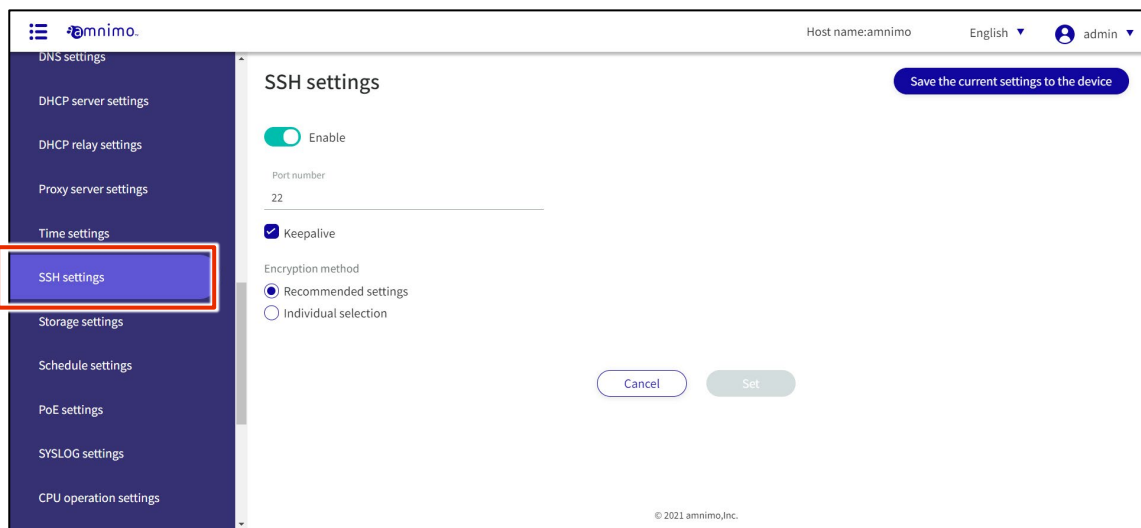 amnimo
Host name:amnimo
English
admin
DNS settings
DHCP server settings
DHCP relay settings
Proxy server settings
Time settings
SSH settings
Storage settings
Schedule settings
PoE settings
SYSLOG settings
CPU operation settings
SSH settings
Save the current settings to the device
Enable
Port number
22
Keepalive
Encryption method
Recommended settings
Individual selection
Cancel
Set
© 2021 amnimo,Inc.